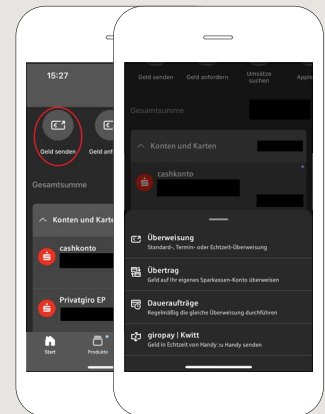 15:27
Geld senden
Geld anf
Gesamtsumme
Konten und Karte
cashkonto
Privatgiro EP
Start
Produkte
Geld senden
Geld anfordern
Umsätze
suchen
Apple
Gesamtsumme
Konten und Karten
cashkonto
Überweisung
Standard-, Termin- oder Echtzeit-Überweisung
Übertrag
Geld auf Ihr eigenes Sparkassen-Konto überweisen
Daueraufträge
Regelmäßig die gleiche Überweisung durchführen
giropay | Kwitt
Geld in Echtzeit von Handy zu Handy senden